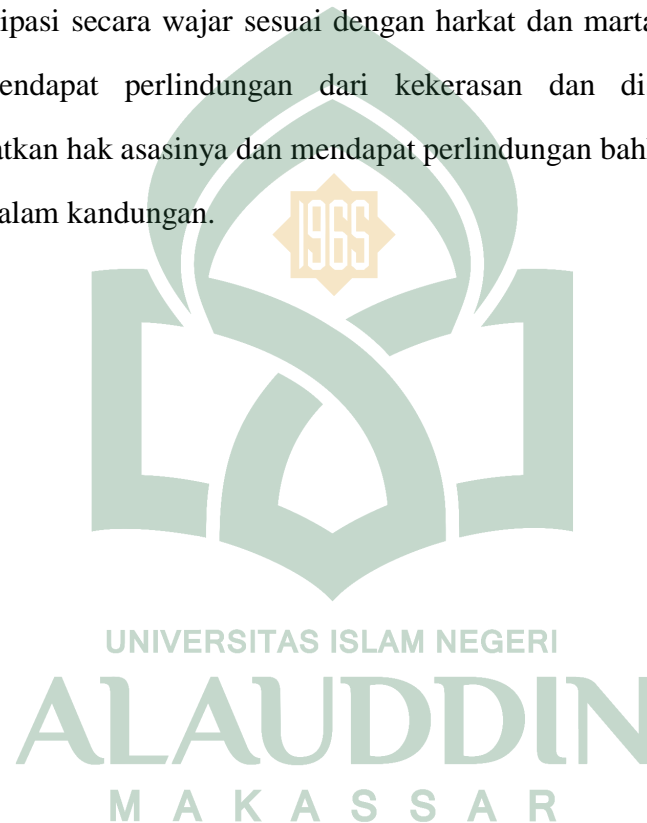 ipasi secara wajar sesuai dengan harkat dan marta
endapat perlindungan dari kekerasan dan di
atkan hak asasinya dan mendapat perlindungan bah
alam kandungan.
1965
UNIVERSITAS ISLAM NEGERI
ALAUDDIN
MAKASSAR